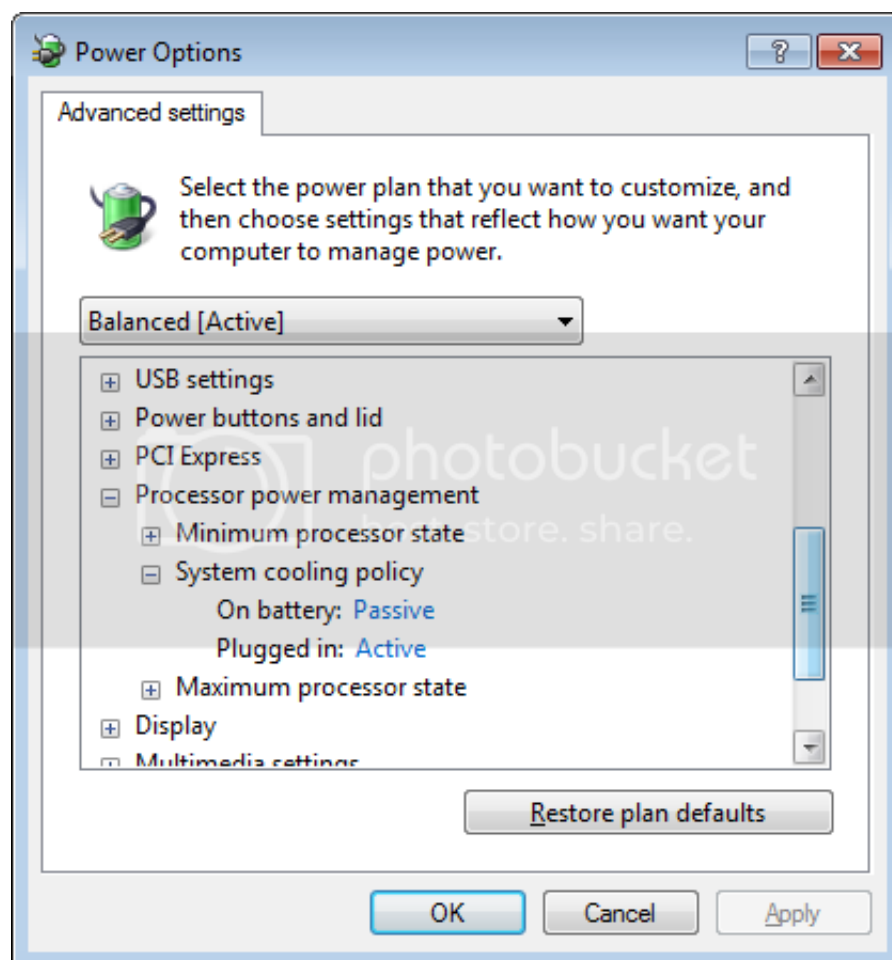 Power Options
Advanced settings
Select the power plan that you want to customize, and
then choose settings that reflect how you want your
computer to manage power.
Balanced [Active]
USB settings
Power buttons and lid
PCI Express
photobucket
Processor power management
Minimum processor state
host. store. share.
System cooling policy
On battery: Passive
Plugged in: Active
Maximum processor state
Display
Multimedia settings
Restore plan defaults
OK
Cancel
Apply